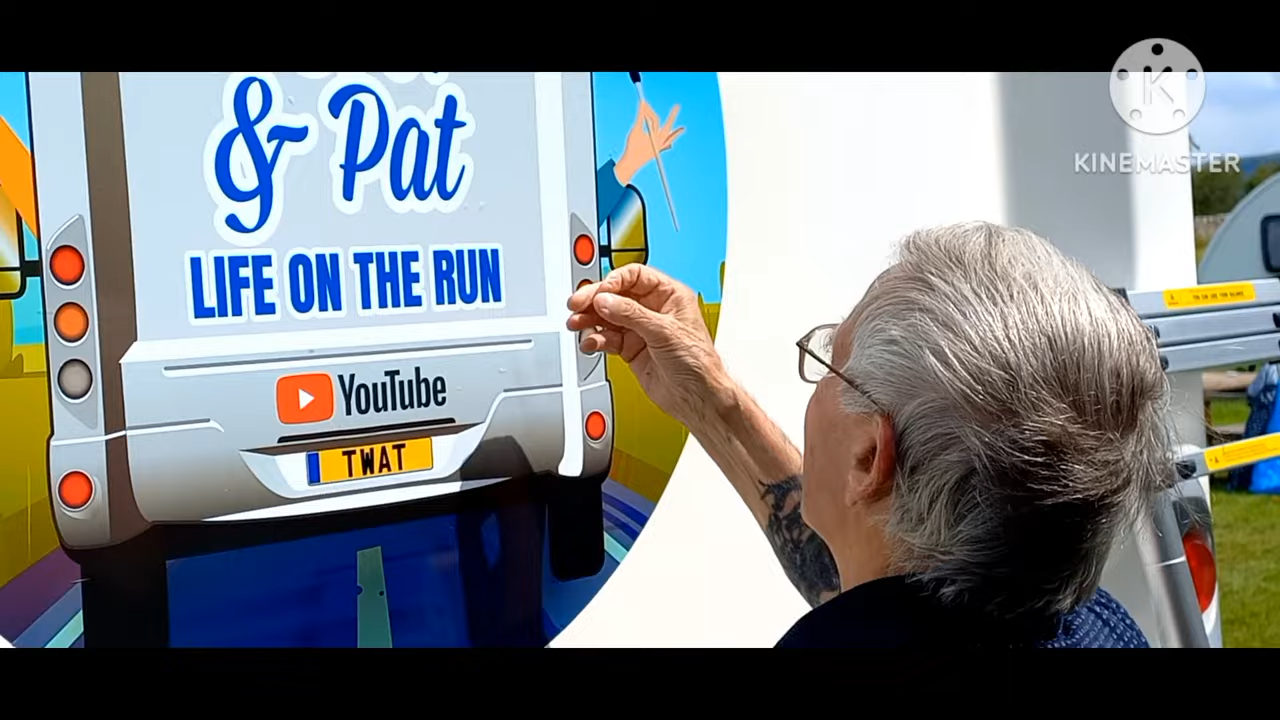 & Pat
LIFE ON THE RUN
YouTube
TWAT
K
KINEMASTER